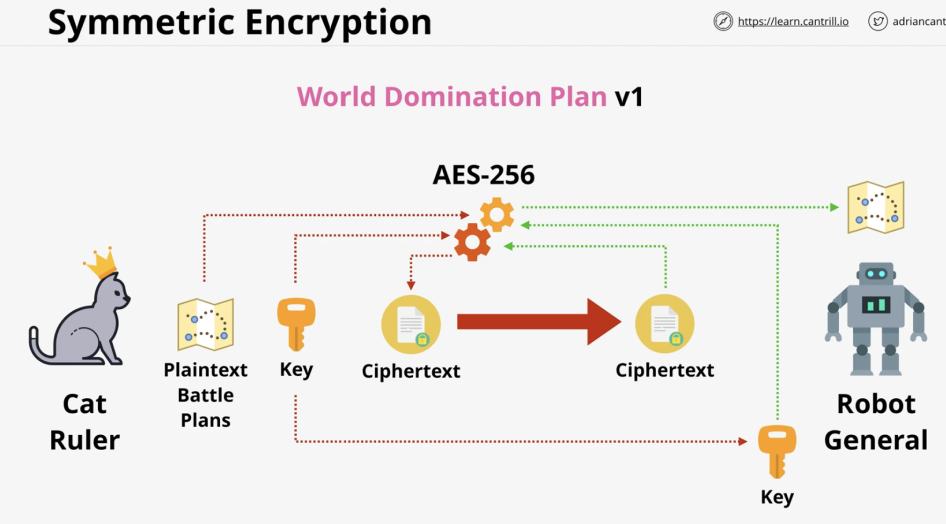 Symmetric Encryption
https://learn.cantrill.io
adriancant
World Domination Plan v1
AES-256
Plaintext
Battle
Plans
Key
Ciphertext
Ciphertext
Cat
Ruler
Robot
General
Key